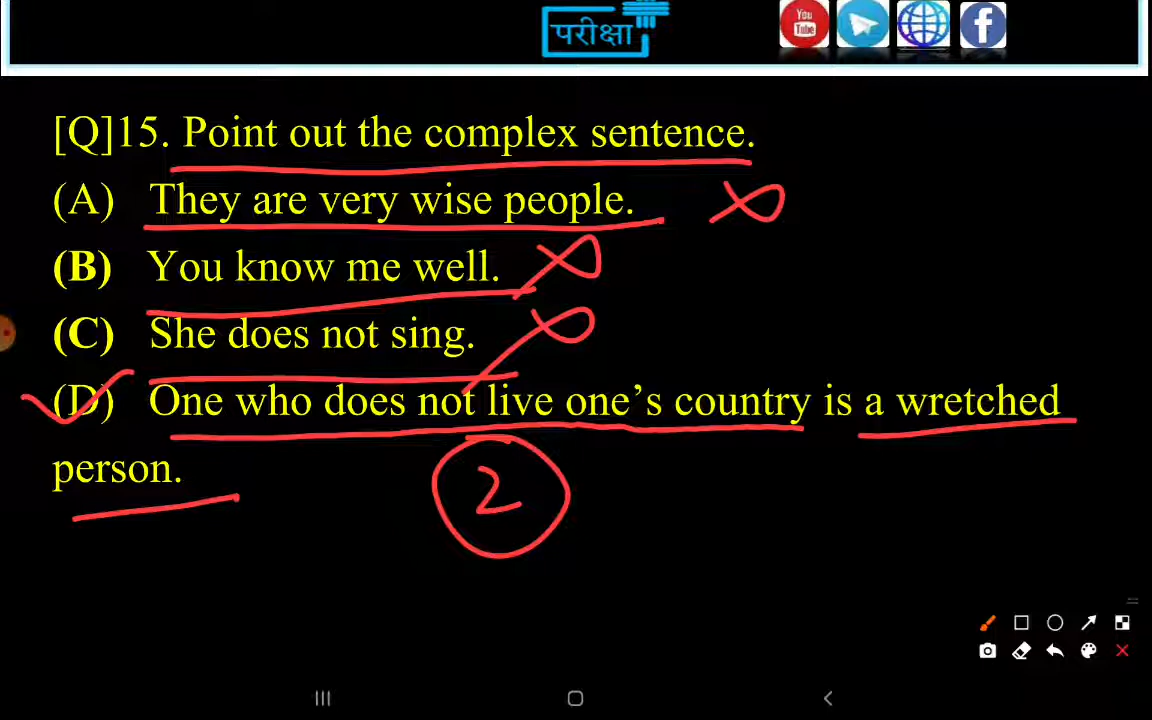 परीक्षा
You
Tube
f
[Q]15. Point out the complex sentence.
(A) They are very wise people.
(B) You know me well.
(C) She does not sing.
(D) One who does not live one’s country is a wretched
person.
2